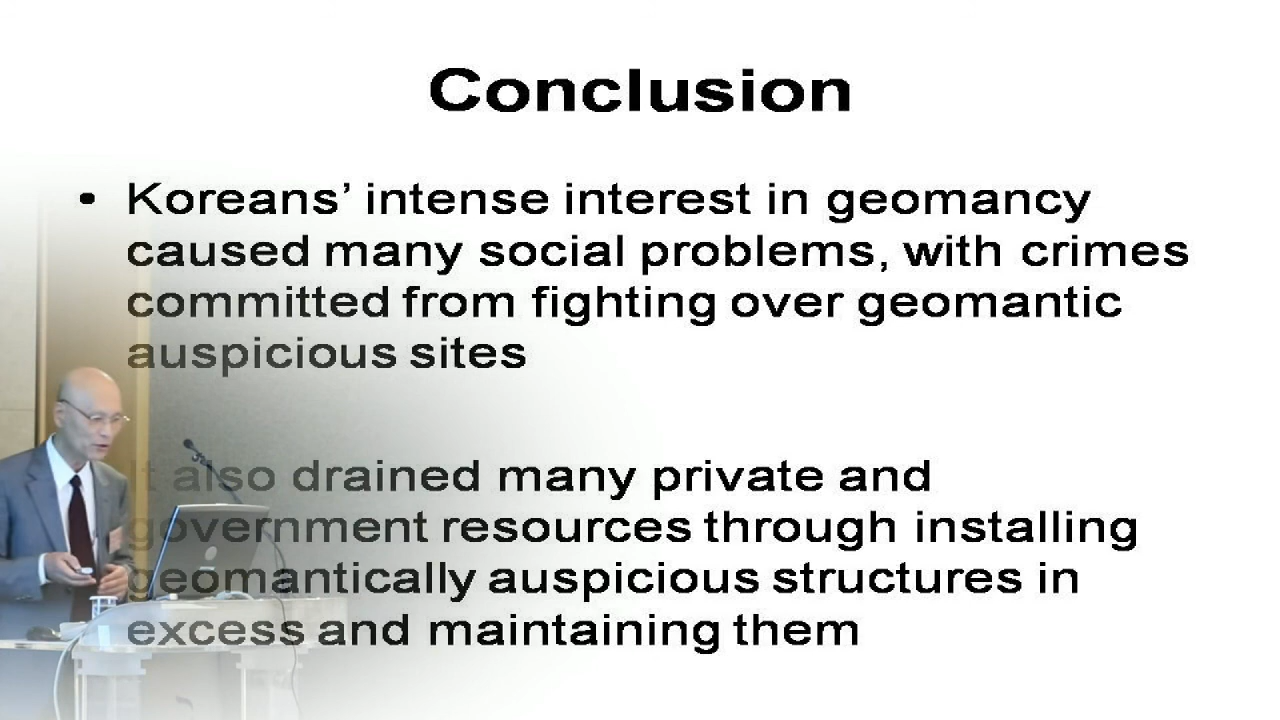 Conclusion
• Koreans’ intense interest in geomancy
caused many social problems, with crimes
committed from fighting over geomantic
auspicious sites
It also drained many private and
government resources through installing
geomantically auspicious structures in
excess and maintaining them